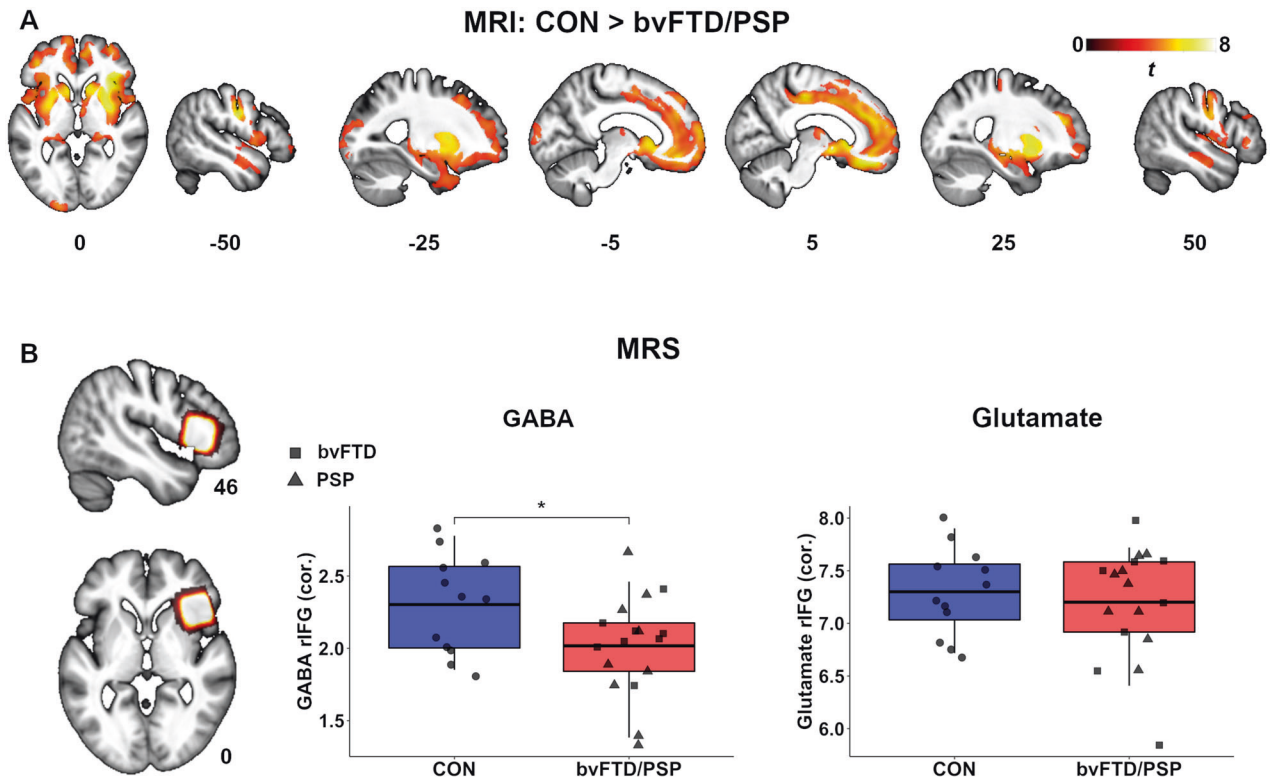 A
MRI: CON > bvFTD/PSP
0 8
t
0 -50 -25 -5 5 25 50
B
MRS
46
0
GABA
bvFTD
PSP
*
GABA rIFG (cor.)
2.5
2.0
1.5
CON bvFTD/PSP
Glutamate
Glutamate rIFG (cor.)
8.0
7.5
7.0
6.5
6.0
CON bvFTD/PSP